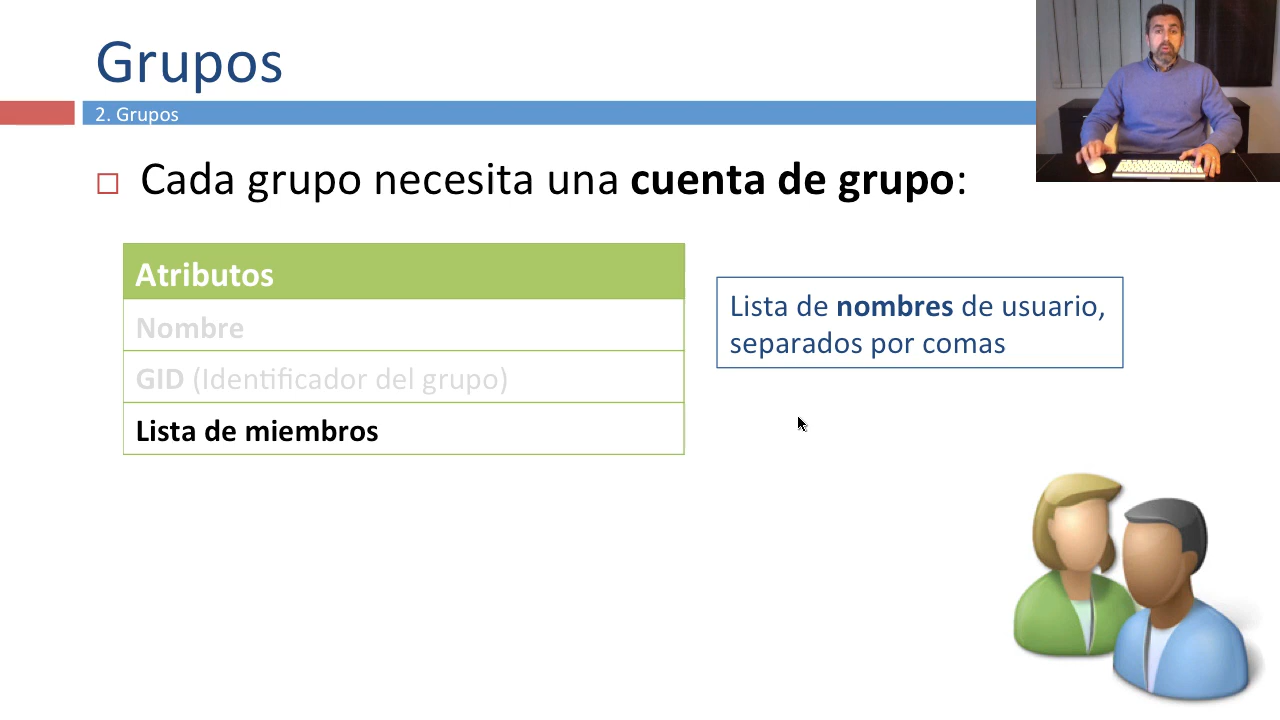 Grupos
2. Grupos
Cada grupo necesita una cuenta de grupo:
Atributos
Nombre
GID (Identificador del grupo)
Lista de miembros
Lista de nombres de usuario,
separados por comas